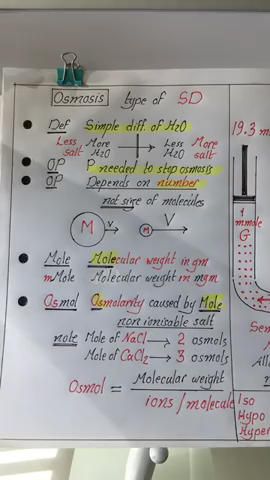 Osmosis type of SD
Def Simple diff. of H2O
Less salt More H2O → Less H2O More salt
OP P needed to stop osmosis
OP Depends on number
not size of molecules
M v M V
Mole Molecular weight in gm
mMole Molecular weight in mgm
Osmol Osmolarity caused by Mole
non ionisable salt
note Mole of NaCl → 2 osmols
Mole of CaCl2 → 3 osmols
Osmol = Molecular weight
ions/molecule
19.3 m
1
mmole
G
Sem
Allo
Iso
Hypo
Hyper